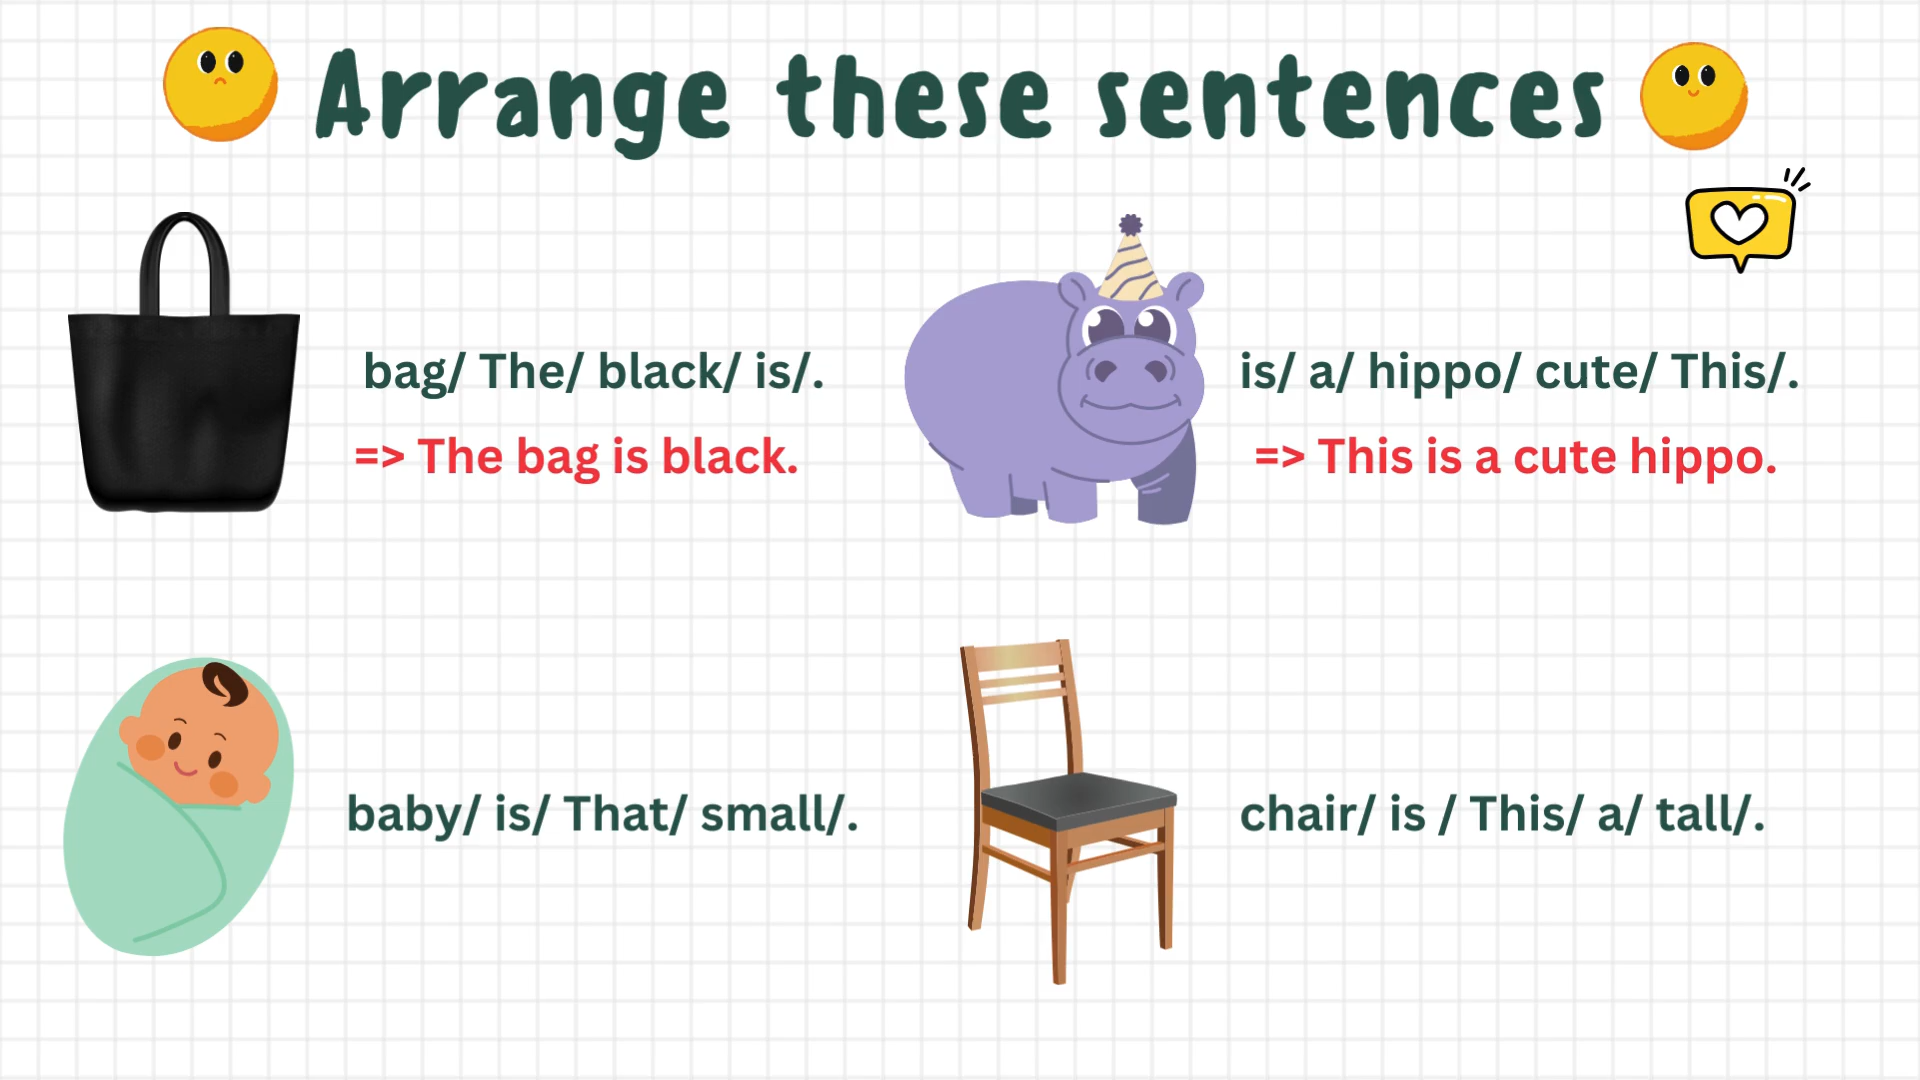 Arrange these sentences
bag/ The/ black/ is/.
=> The bag is black.
is/ a/ hippo/ cute/ This/.
=> This is a cute hippo.
baby/ is/ That/ small/.
chair/ is / This/ a/ tall/.